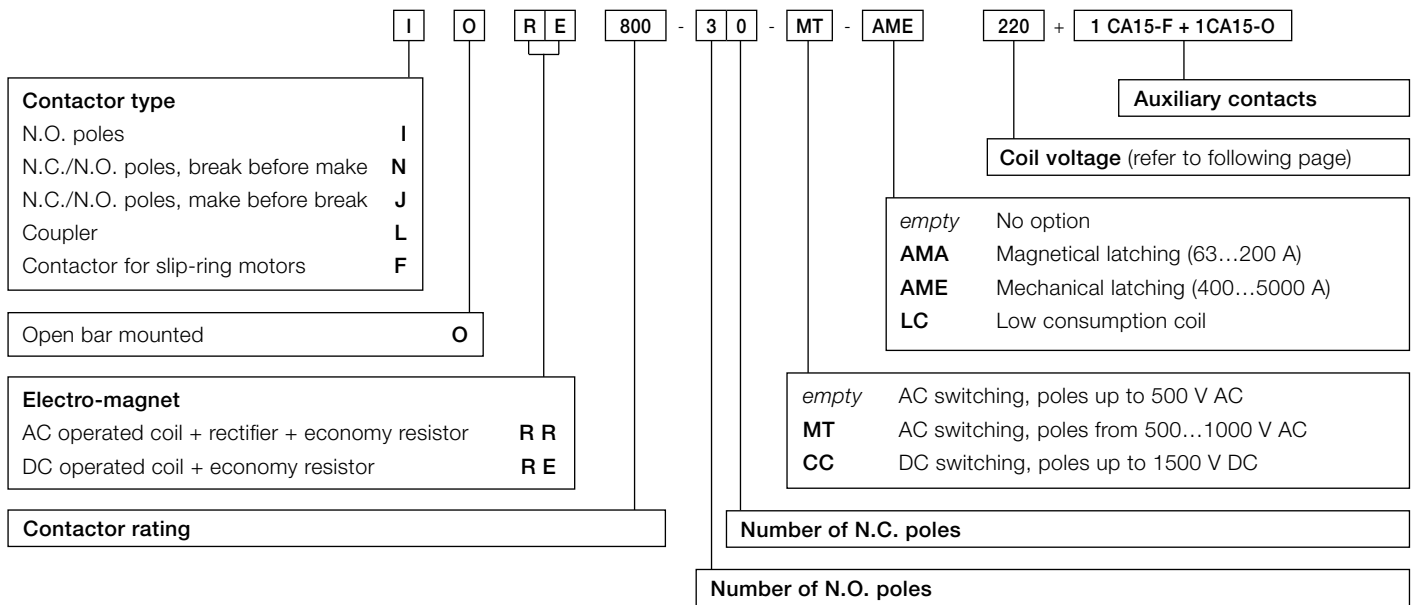 I O R E 800 - 3 0 - MT - AME 220 + 1 CA15-F + 1CA15-O
Contactor type
N.O. poles I
N.C./N.O. poles, break before make N
N.C./N.O. poles, make before break J
Coupler L
Contactor for slip-ring motors F
Open bar mounted O
Electro-magnet
AC operated coil + rectifier + economy resistor R R
DC operated coil + economy resistor R E
Contactor rating
Auxiliary contacts
Coil voltage (refer to following page)
empty No option
AMA Magnetical latching (63...200 A)
AME Mechanical latching (400...5000 A)
LC Low consumption coil
empty AC switching, poles up to 500 V AC
MT AC switching, poles from 500...1000 V AC
CC DC switching, poles up to 1500 V DC
Number of N.C. poles
Number of N.O. poles